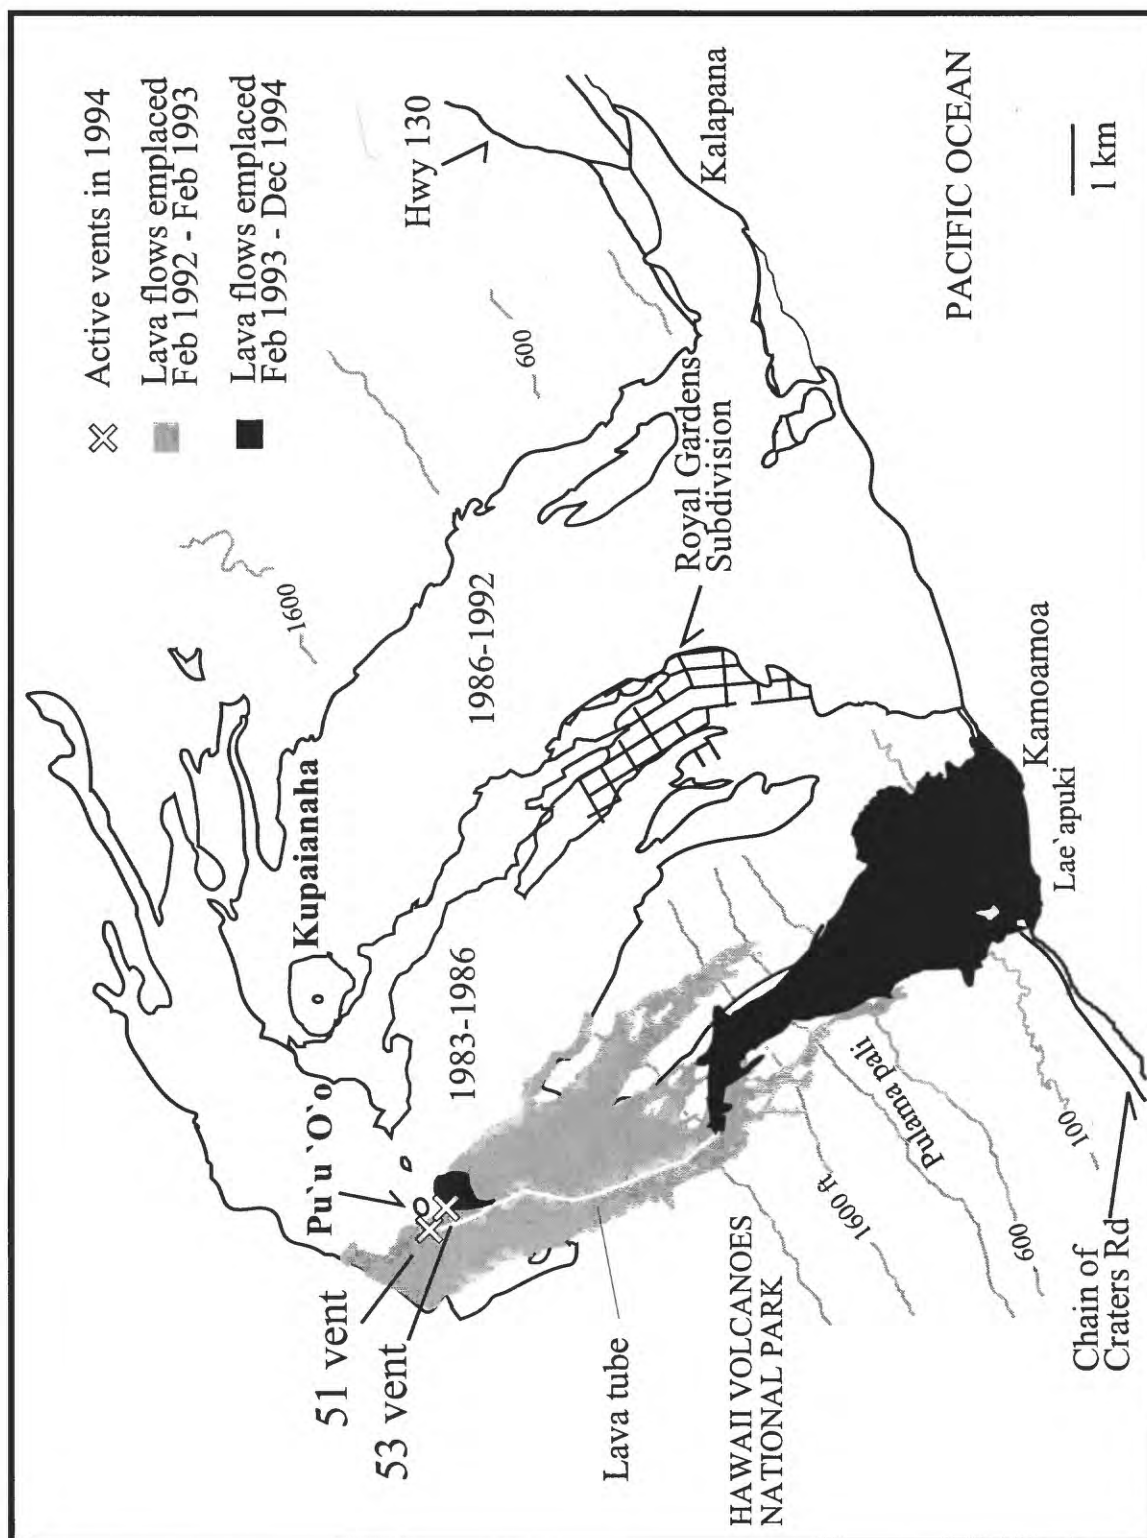 Active vents in 1994
Lava flows emplaced
Feb 1992 - Feb 1993
Lava flows emplaced
Feb 1993 - Dec 1994
51 vent
53 vent
Pu`u `O`o
Kupaianaha
1600
Hwy 130
600
Kalapana
1983-1986
1986-1992
Royal Gardens
Subdivision
Lava tube
HAWAII VOLCANOES
NATIONAL PARK
1600 ft
Pulama pali
600
100
PACIFIC OCEAN
Kamoamoa
Lae`apuki
Chain of
Craters Rd
1 km